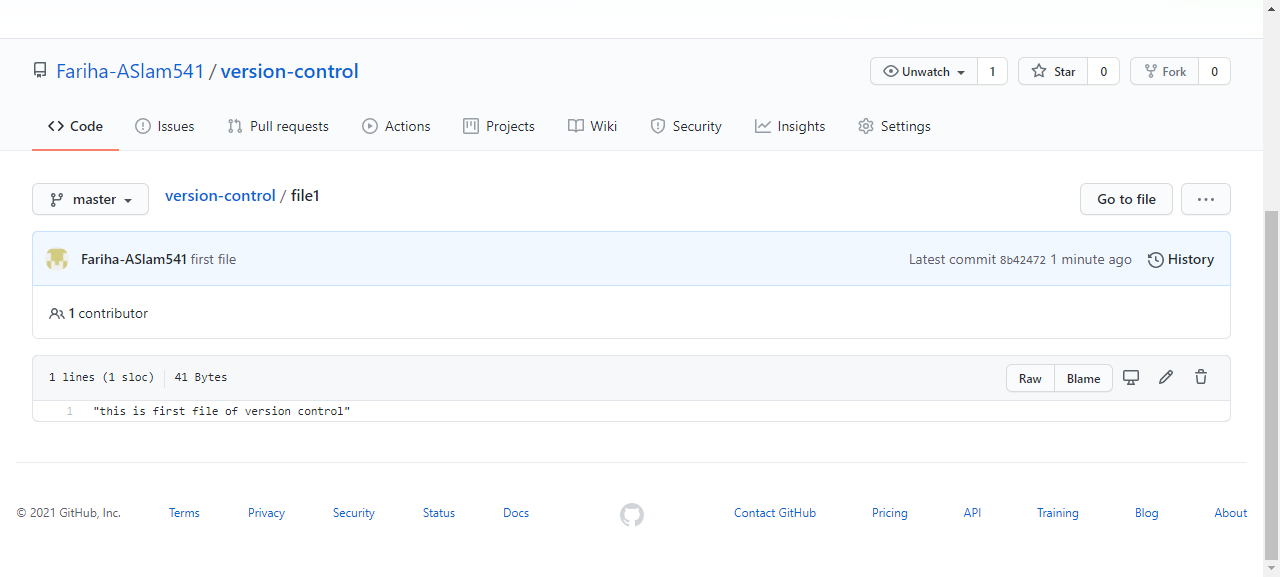 Fariha-ASlam541 / version-control
Unwatch 1 Star 0 Fork 0
Code Issues Pull requests Actions Projects Wiki Security Insights Settings
master version-control / file1 Go to file ...
Fariha-ASlam541 first file Latest commit 8b42472 1 minute ago History
1 contributor
1 lines (1 sloc) 41 Bytes Raw Blame
1 "this is first file of version control"
© 2021 GitHub, Inc. Terms Privacy Security Status Docs Contact GitHub Pricing API Training Blog About